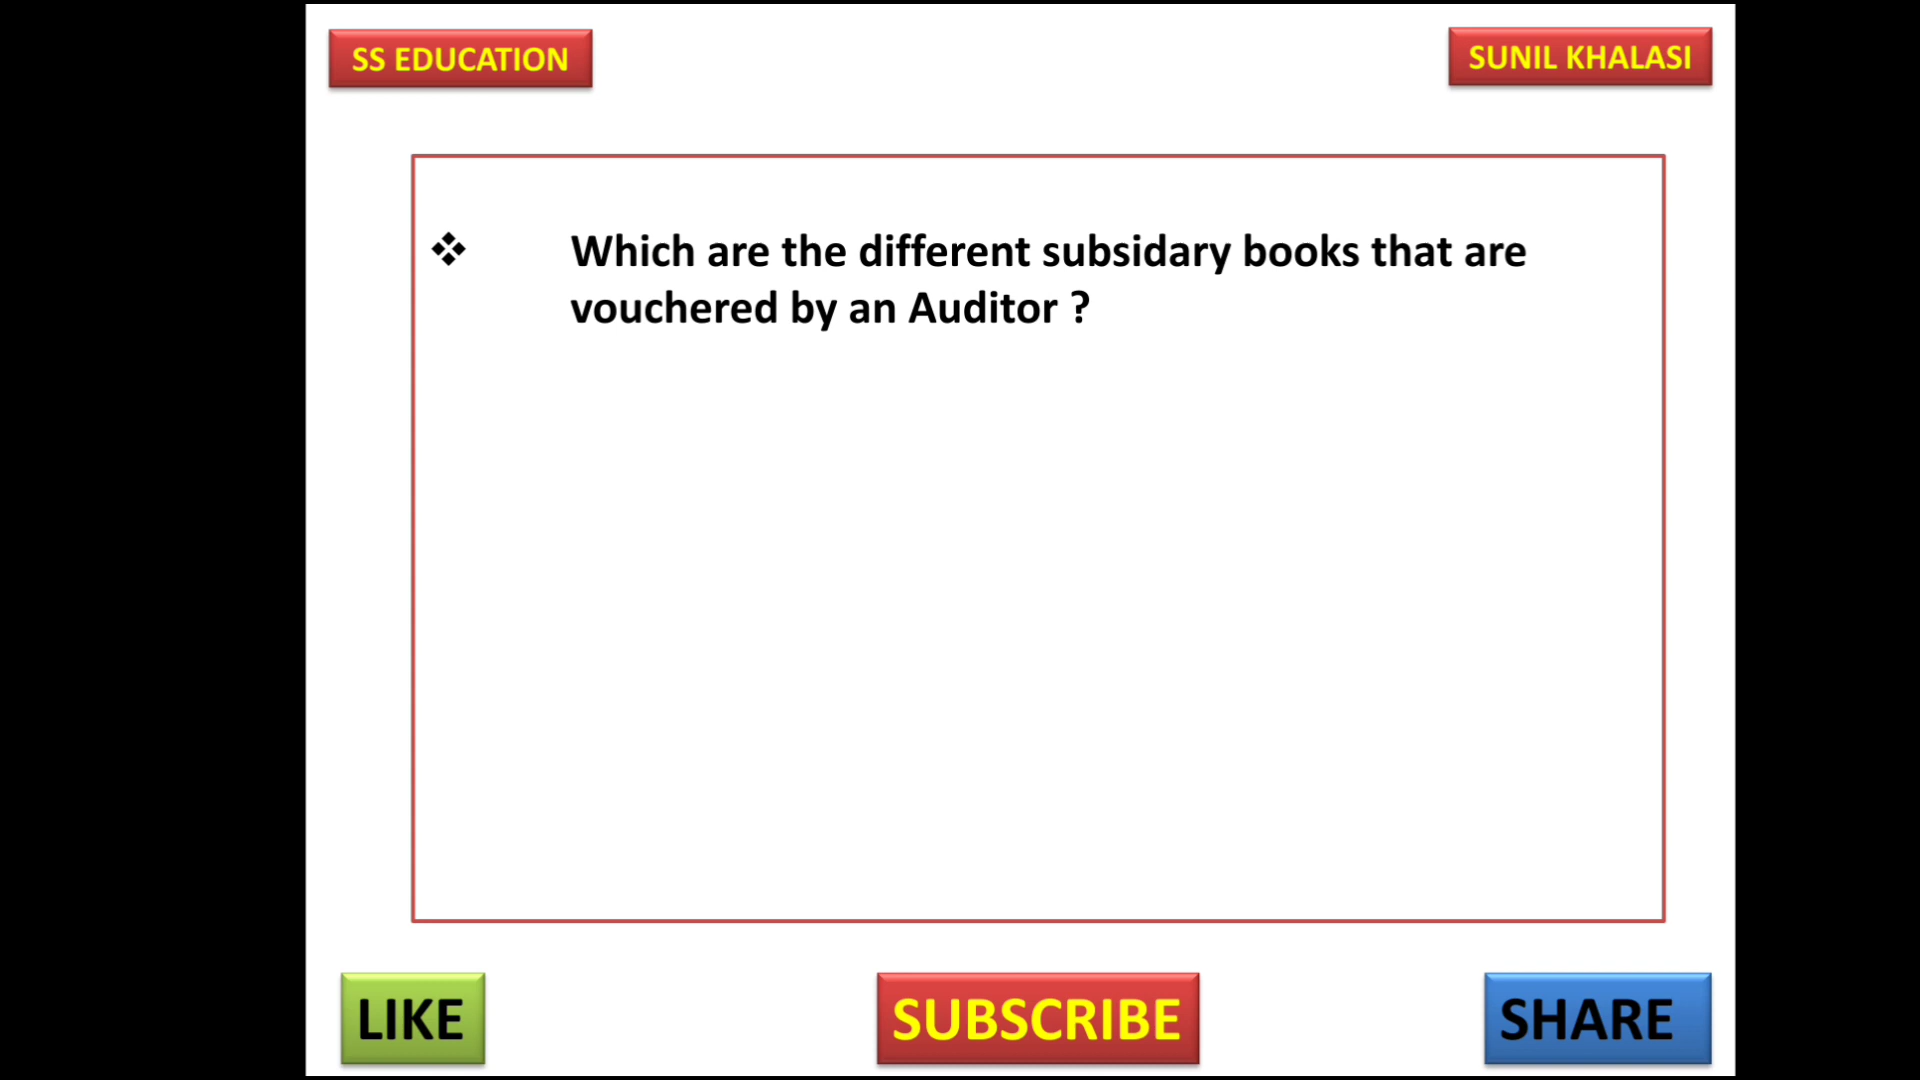 SS EDUCATION
SUNIL KHALASI
❖ Which are the different subsidary books that are
vouchered by an Auditor ?
LIKE
SUBSCRIBE
SHARE